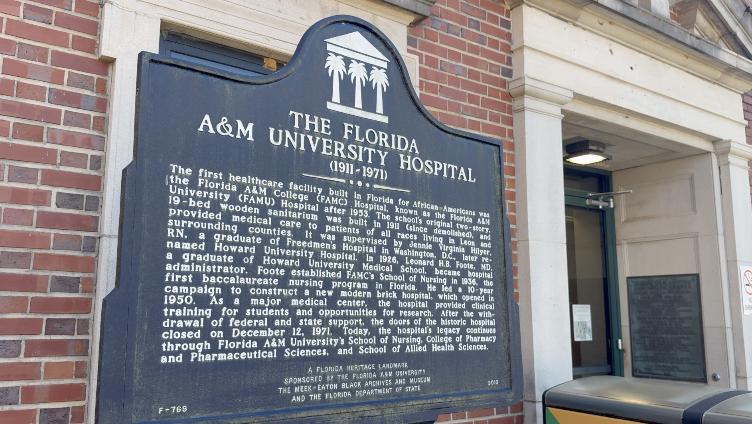 THE FLORIDA
A&M UNIVERSITY HOSPITAL
(1911-1971)
The first healthcare facility built in Florida for African-Americans was
the Florida A&M College (FAMC) Hospital, known as the Florida A&M
University (FAMU) Hospital after 1953. The school's original two-story,
19-bed wooden sanitarium was built in 1911 (since demolished), and
provided medical care to patients of all races living in Leon and
surrounding counties. It was supervised by Jennie Virginia Hilyer,
RN, a graduate of Freedmen's Hospital in Washington, D.C., later re-
named Howard University Hospital. In 1926, Leonard H.B. Foote, MD,
a graduate of Howard University Medical School, became hospital
administrator. Foote established FAMC's School of Nursing in 1936, the
first baccalaureate nursing program in Florida. He led a 10-year
campaign to construct a new modern brick hospital, which opened in
1950. As a major medical center, the hospital provided clinical
training for students and opportunities for research. After the with-
drawal of federal and state support, the doors of the historic hospital
closed on December 12, 1971. Today, the hospital's legacy continues
through Florida A&M University's School of Nursing, College of Pharmacy
and Pharmaceutical Sciences, and School of Allied Health Sciences.
A FLORIDA HERITAGE LANDMARK
SPONSORED BY THE FLORIDA A&M UNIVERSITY
THE MEEK-EATON BLACK ARCHIVES AND MUSEUM
AND THE FLORIDA DEPARTMENT OF STATE
F-769
2013